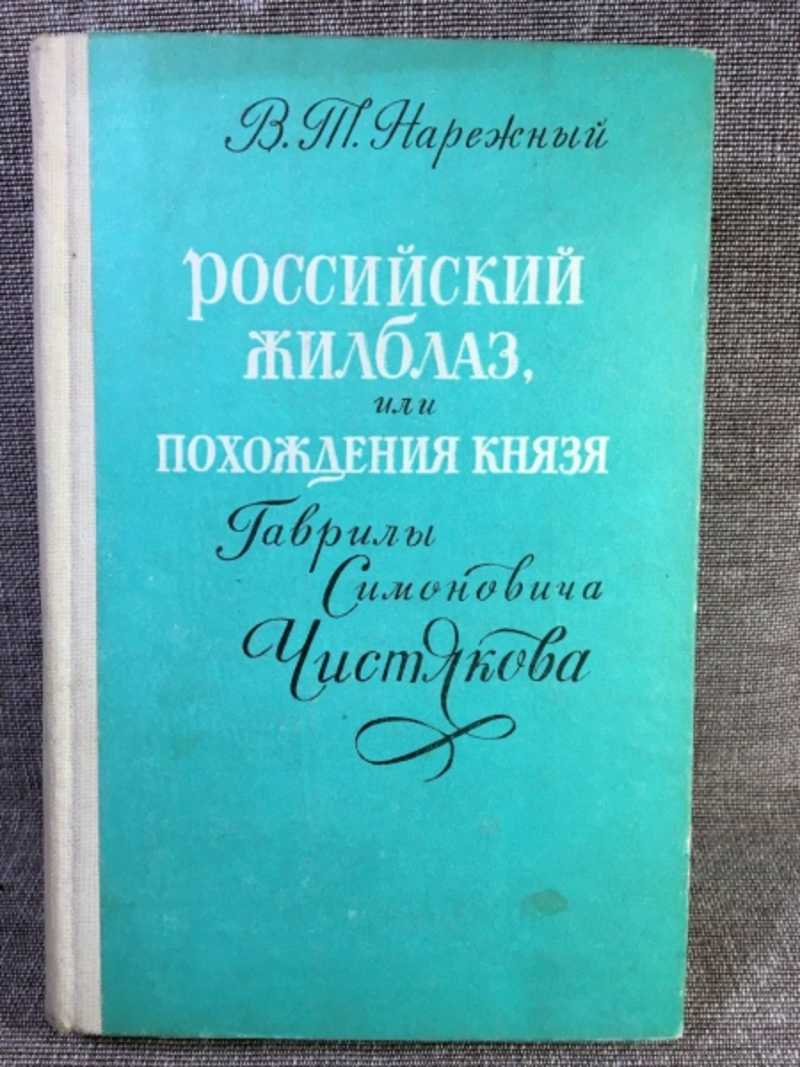 В. Т. Нарежный
РОССИЙСКИЙ
ЖИЛБЛАЗ,
или
ПОХОЖДЕНИЯ КНЯЗЯ
Гаврилы
Симоновича
Чистякова